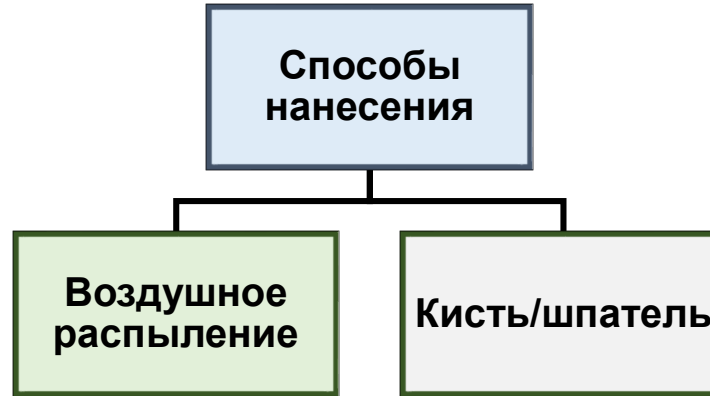 Способы
нанесения
Воздушное
распыление
Кисть/шпатель